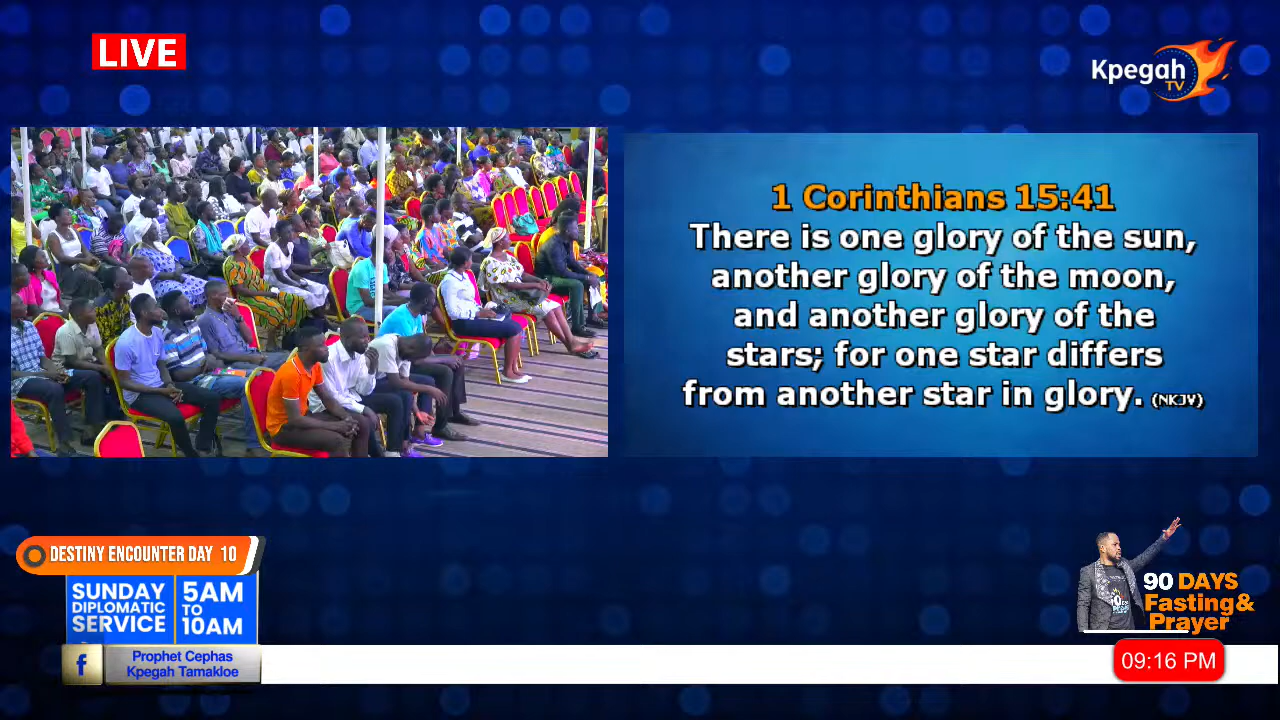 LIVE
Kpegah
TV
1 Corinthians 15:41
There is one glory of the sun,
another glory of the moon,
and another glory of the
stars; for one star differs
from another star in glory. (NKJV)
DESTINY ENCOUNTER DAY 10
SUNDAY
DIPLOMATIC
SERVICE
5AM
TO
10AM
f
Prophet Cephas
Kpegah Tamakloe
90 DAYS
Fasting&
Prayer
09:16 PM